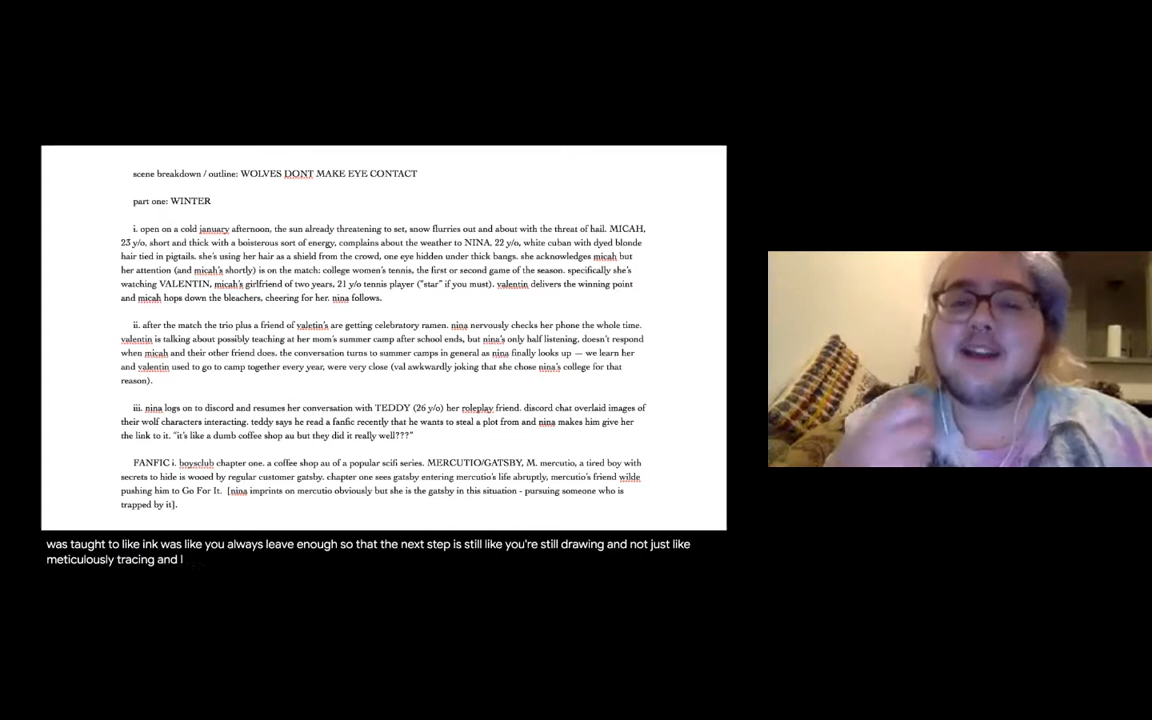 scene breakdown / outline: WOLVES DONT MAKE EYE CONTACT
part one: WINTER
i. open on a cold january afternoon, the sun already threatening to set, snow flurries out and about with the threat of hail. MICAH,
23 y/o, short and thick with a boisterous sort of energy, complains about the weather to NINA, 22 y/o, white cuban with dyed blonde
hair tied in pigtails. she's using her hair as a shield from the crowd, one eye hidden under thick bangs. she acknowledges micah but
her attention (and micah's shortly) is on the match: college women's tennis, the first or second game of the season. specifically she's
watching VALENTIN, micah's girlfriend of two years, 21 y/o tennis player ("star" if you must). valentin delivers the winning point
and micah hops down the bleachers, cheering for her. nina follows.
ii. after the match the trio plus a friend of valetin's are getting celebratory ramen. nina nervously checks her phone the whole time.
valentin is talking about possibly teaching at her mom's summer camp after school ends, but nina's only half listening, doesn't respond
when micah and their other friend does. the conversation turns to summer camps in general as nina finally looks up — we learn her
and valentin used to go to camp together every year, were very close (val awkwardly joking that she chose nina's college for that
reason).
iii. nina logs on to discord and resumes her conversation with TEDDY (26 y/o) her roleplay friend. discord chat overlaid images of
their wolf characters interacting. teddy says he read a fanfic recently that he wants to steal a plot from and nina makes him give her
the link to it. "it's like a dumb coffee shop au but they did it really well???"
FANFIC i. boysclub chapter one. a coffee shop au of a popular scifi series. MERCUTIO/GATSBY, M. mercutio, a tired boy with
secrets to hide is wooed by regular customer gatsby. chapter one sees gatsby entering mercutio's life abruptly, mercutio's friend wilde
pushing him to Go For It. [nina imprints on mercutio obviously but she is the gatsby in this situation - pursuing someone who is
trapped by it].
was taught to like ink was like you always leave enough so that the next step is still like you're still drawing and not just like
meticulously tracing and I